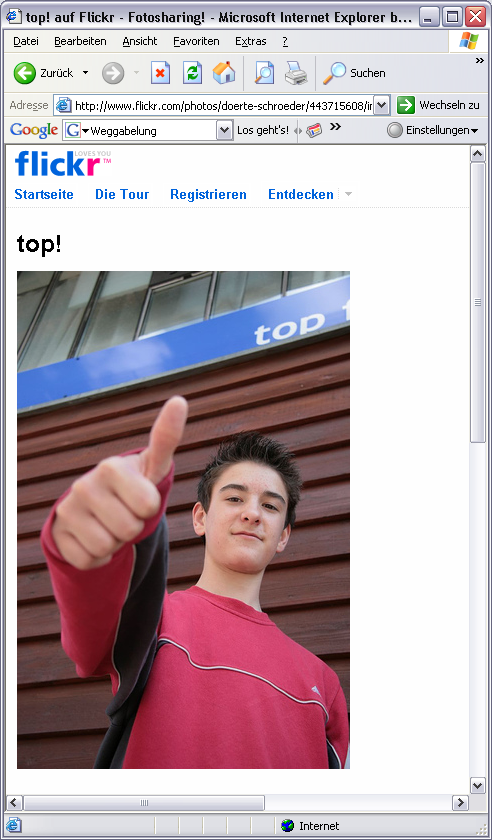 top! auf Flickr - Fotosharing! - Microsoft Internet Explorer b...
Datei Bearbeiten Ansicht Favoriten Extras ?
Zurück Suchen
Adresse http://www.flickr.com/photos/doerte-schroeder/443715608/ Wechseln zu
Google G Weggabelung Los geht's! Einstellungen
LOVES YOU
flickr TM
Startseite Die Tour Registrieren Entdecken
top!
top
Internet